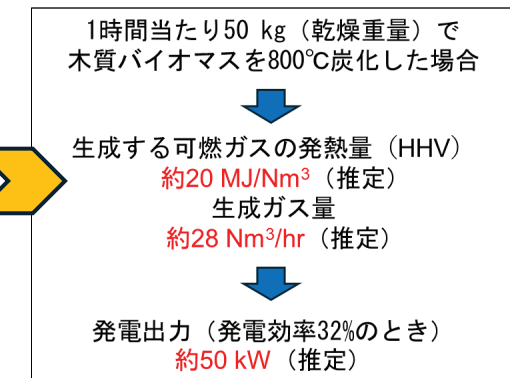 1時間当たり50 kg（乾燥重量）で
木質バイオマスを800℃炭化した場合
生成する可燃ガスの発熱量（HHV）
約20 MJ/Nm³（推定）
生成ガス量
約28 Nm³/hr（推定）
発電出力（発電効率32%のとき）
約50 kW（推定）